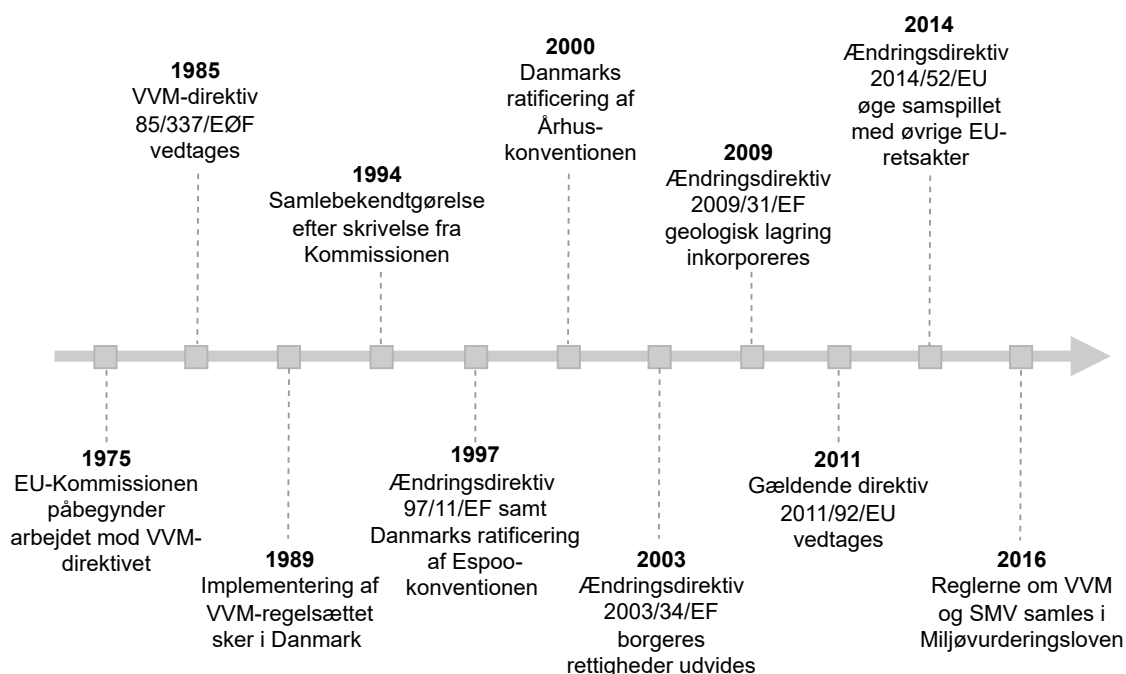 1975
EU-Kommissionen
påbegynder
arbejdet mod VVM-
direktivet
1985
VVM-direktiv
85/337/EØF
vedtages
1989
Implementering af
VVM-regelsættet
sker i Danmark
1994
Samlebekendtgørelse
efter skrivelse fra
Kommissionen
1997
Ændringsdirektiv
97/11/EF samt
Danmarks ratificering
af Espoo-
konventionen
2000
Danmarks
ratificering af
Århus-
konventionen
2003
Ændringsdirektiv
2003/34/EF
borgeres
rettigheder udvides
2009
Ændringsdirektiv
2009/31/EF
geologisk lagring
inkorporeres
2011
Gældende direktiv
2011/92/EU
vedtages
2014
Ændringsdirektiv
2014/52/EU
øge samspillet
med øvrige EU-
retsakter
2016
Reglerne om VVM
og SMV samles i
Miljøvurderingsloven